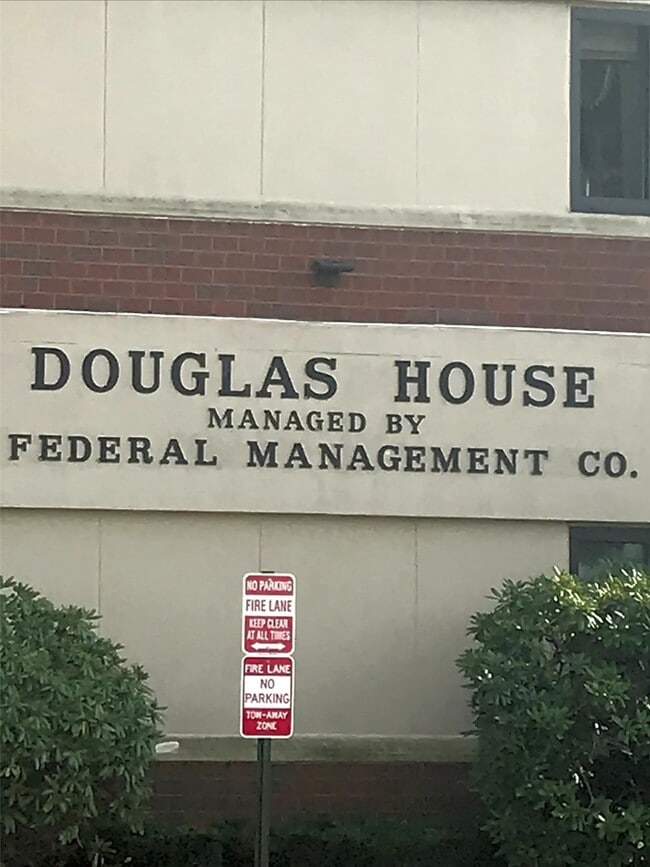 DOUGLAS HOUSE
MANAGED BY
FEDERAL MANAGEMENT CO.
NO PARKING
FIRE LANE
KEEP CLEAR
AT ALL TIMES
FIRE LANE
NO
PARKING
TOW-AWAY
ZONE